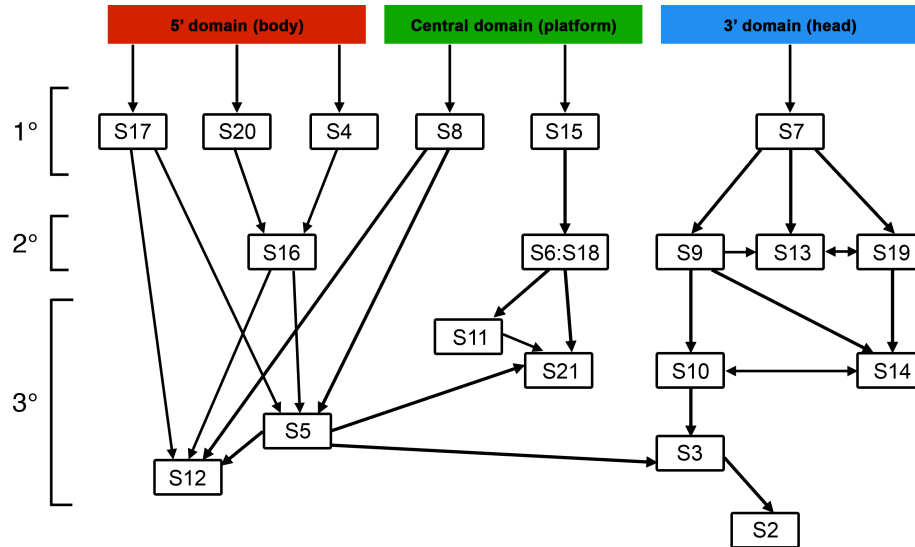 5’ domain (body)
Central domain (platform)
3’ domain (head)
1°
S17
S20
S4
S8
S15
S7
2°
S16
S6:S18
S9
S13
S19
3°
S11
S21
S10
S14
S5
S3
S12
S2